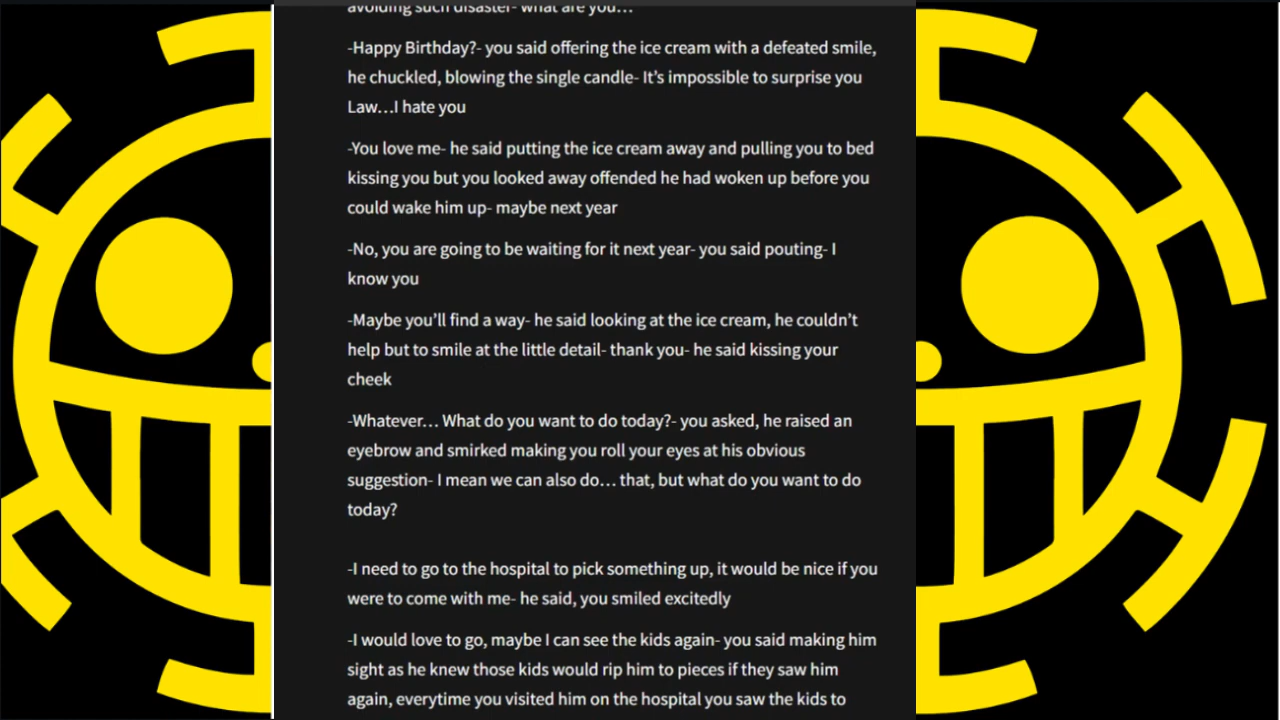 avoiding such disaster- what are you…
-Happy Birthday?- you said offering the ice cream with a defeated smile,
he chuckled, blowing the single candle- It’s impossible to surprise you
Law…I hate you
-You love me- he said putting the ice cream away and pulling you to bed
kissing you but you looked away offended he had woken up before you
could wake him up- maybe next year
-No, you are going to be waiting for it next year- you said pouting- I
know you
-Maybe you’ll find a way- he said looking at the ice cream, he couldn’t
help but to smile at the little detail- thank you- he said kissing your
cheek
-Whatever… What do you want to do today?- you asked, he raised an
eyebrow and smirked making you roll your eyes at his obvious
suggestion- I mean we can also do… that, but what do you want to do
today?
-I need to go to the hospital to pick something up, it would be nice if you
were to come with me- he said, you smiled excitedly
-I would love to go, maybe I can see the kids again- you said making him
sight as he knew those kids would rip him to pieces if they saw him
again, everytime you visited him on the hospital you saw the kids to